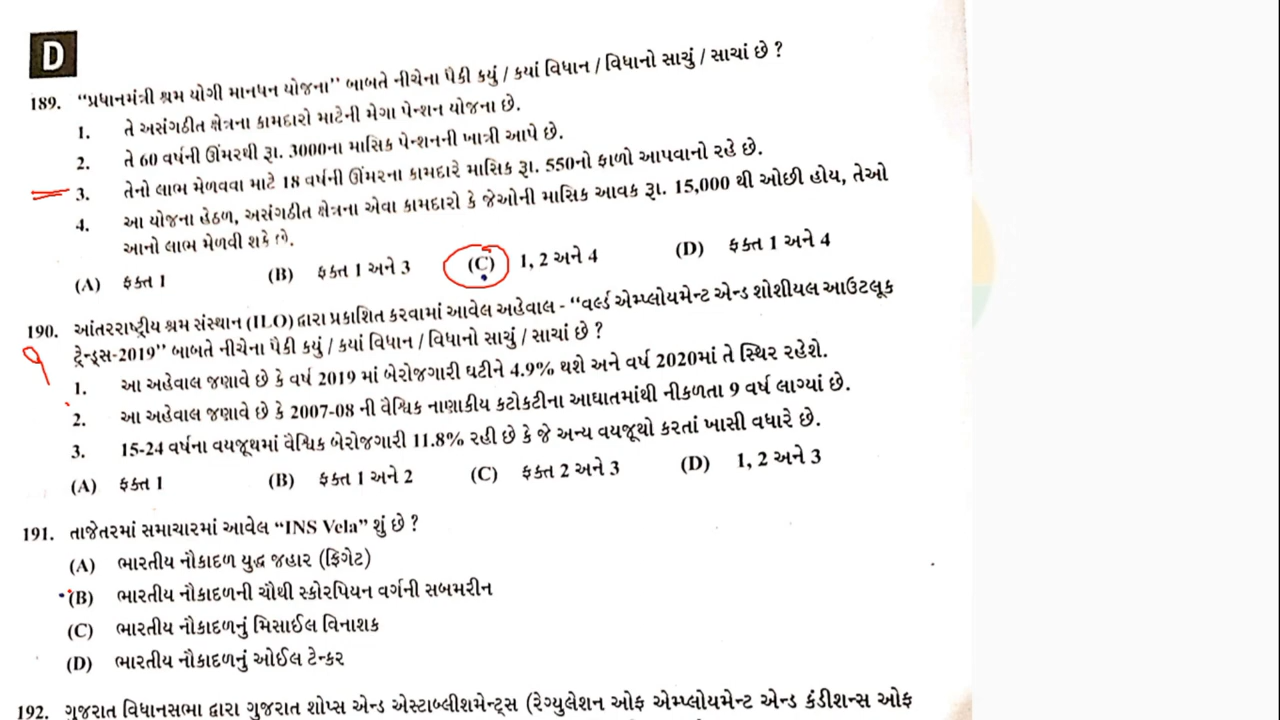 D
189. "પ્રધાનમંત્રી શ્રમ યોગી માનધન યોજના" બાબતે નીચેના પૈકી કયું / કયાં વિધાન / વિધાનો સાચું / સાચાં છે ?
1. તે અસંગઠીત ક્ષેત્રના કામદારો માટેની મેગા પેન્શન યોજના છે.
2. તે 60 વર્ષની ઊંમરથી રૂા. 3000ના માસિક પેન્શનની ખાત્રી આપે છે.
3. તેનો લાભ મેળવવા માટે 18 વર્ષની ઊંમરના કામદારે માસિક રૂા. 550નો ફાળો આપવાનો રહે છે.
4. આ યોજના હેઠળ, અસંગઠીત ક્ષેત્રના એવા કામદારો કે જેઓની માસિક આવક રૂા. 15,000 થી ઓછી હોય, તેઓ
આનો લાભ મેળવી શકે છે.
(A) ફક્ત 1 (B) ફક્ત 1 અને 3 (C) 1, 2 અને 4 (D) ફક્ત 1 અને 4
190. આંતરરાષ્ટ્રીય શ્રમ સંસ્થાન (ILO) દ્વારા પ્રકાશિત કરવામાં આવેલ અહેવાલ - "વર્લ્ડ એમ્પ્લોયમેન્ટ એન્ડ શોશીયલ આઉટલૂક
ટ્રેન્ડ્સ-2019" બાબતે નીચેના પૈકી કયું / કયાં વિધાન / વિધાનો સાચું / સાચાં છે ?
1. આ અહેવાલ જણાવે છે કે વર્ષ 2019 માં બેરોજગારી ઘટીને 4.9% થશે અને વર્ષ 2020માં તે સ્થિર રહેશે.
2. આ અહેવાલ જણાવે છે કે 2007-08 ની વૈશ્વિક નાણાકીય કટોકટીના આઘાતમાંથી નીકળતા 9 વર્ષ લાગ્યાં છે.
3. 15-24 વર્ષના વયજૂથમાં વૈશ્વિક બેરોજગારી 11.8% રહી છે કે જે અન્ય વયજૂથો કરતાં ખાસી વધારે છે.
(A) ફક્ત 1 (B) ફક્ત 1 અને 2 (C) ફક્ત 2 અને 3 (D) 1, 2 અને 3
191. તાજેતરમાં સમાચારમાં આવેલ "INS Vela" શું છે ?
(A) ભારતીય નૌકાદળ યુદ્ધ જહાર (ફ્રિગેટ)
(B) ભારતીય નૌકાદળની ચૌથી સ્કોરપિયન વર્ગની સબમરીન
(C) ભારતીય નૌકાદળનું મિસાઈલ વિનાશક
(D) ભારતીય નૌકાદળનું ઓઈલ ટેન્કર
192. ગુજરાત વિધાનસભા દ્વારા ગુજરાત શોપ્સ એન્ડ એસ્ટાબ્લીશમેન્ટ્સ (રેગ્યુલેશન ઓફ એમ્પ્લોયમેન્ટ એન્ડ કંડીશન્સ ઓફ